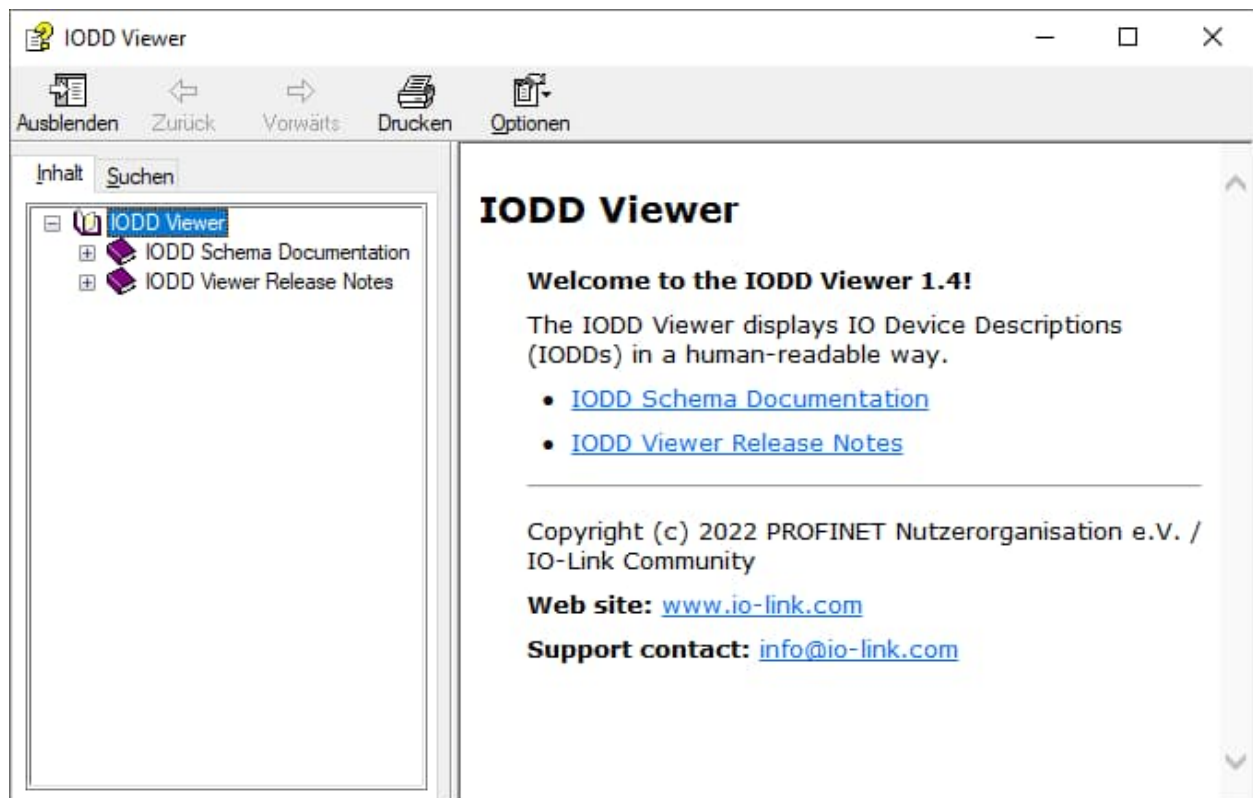 IODD Viewer
Ausblenden Zurück Vorwärts Drucken Optionen
Inhalt Suchen
IODD Viewer
IODD Schema Documentation
IODD Viewer Release Notes
IODD Viewer
Welcome to the IODD Viewer 1.4!
The IODD Viewer displays IO Device Descriptions
(IODDs) in a human-readable way.
• IODD Schema Documentation
• IODD Viewer Release Notes
Copyright (c) 2022 PROFINET Nutzerorganisation e.V. /
IO-Link Community
Web site: www.io-link.com
Support contact: info@io-link.com